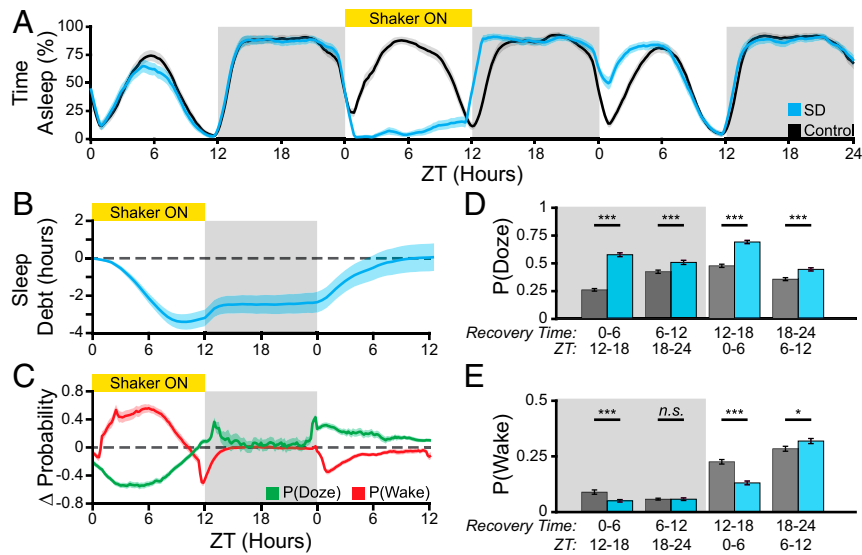 Shaker ON
A
Time
Asleep (%)
100
75
50
25
0
SD
Control
0 6 12 18 0 6 12 18 0 6 12 18 24
ZT (Hours)
B
Shaker ON
Sleep
Debt (hours)
2
0
-2
-4
0 6 12 18 0 6 12
C
Shaker ON
Δ Probability
0.8
0.4
0
-0.4
-0.8
P(Doze) P(Wake)
0 6 12 18 0 6 12
ZT (Hours)
D
P(Doze)
1
0.75
0.5
0.25
0
*** *** *** ***
Recovery Time: 0-6 6-12 12-18 18-24
ZT: 12-18 18-24 0-6 6-12
E
P(Wake)
0.5
0.25
0
*** n.s. *** *
Recovery Time: 0-6 6-12 12-18 18-24
ZT: 12-18 18-24 0-6 6-12